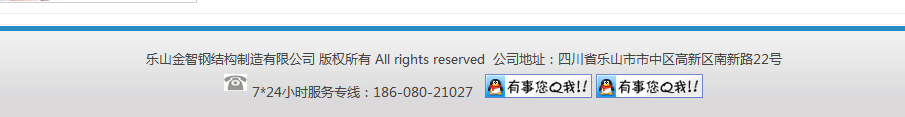 乐山金智钢结构制造有限公司 版权所有 All rights reserved  公司地址：四川省乐山市市中区高新区南新路22号
7*24小时服务专线：186-080-21027 有事您Q我!! 有事您Q我!!